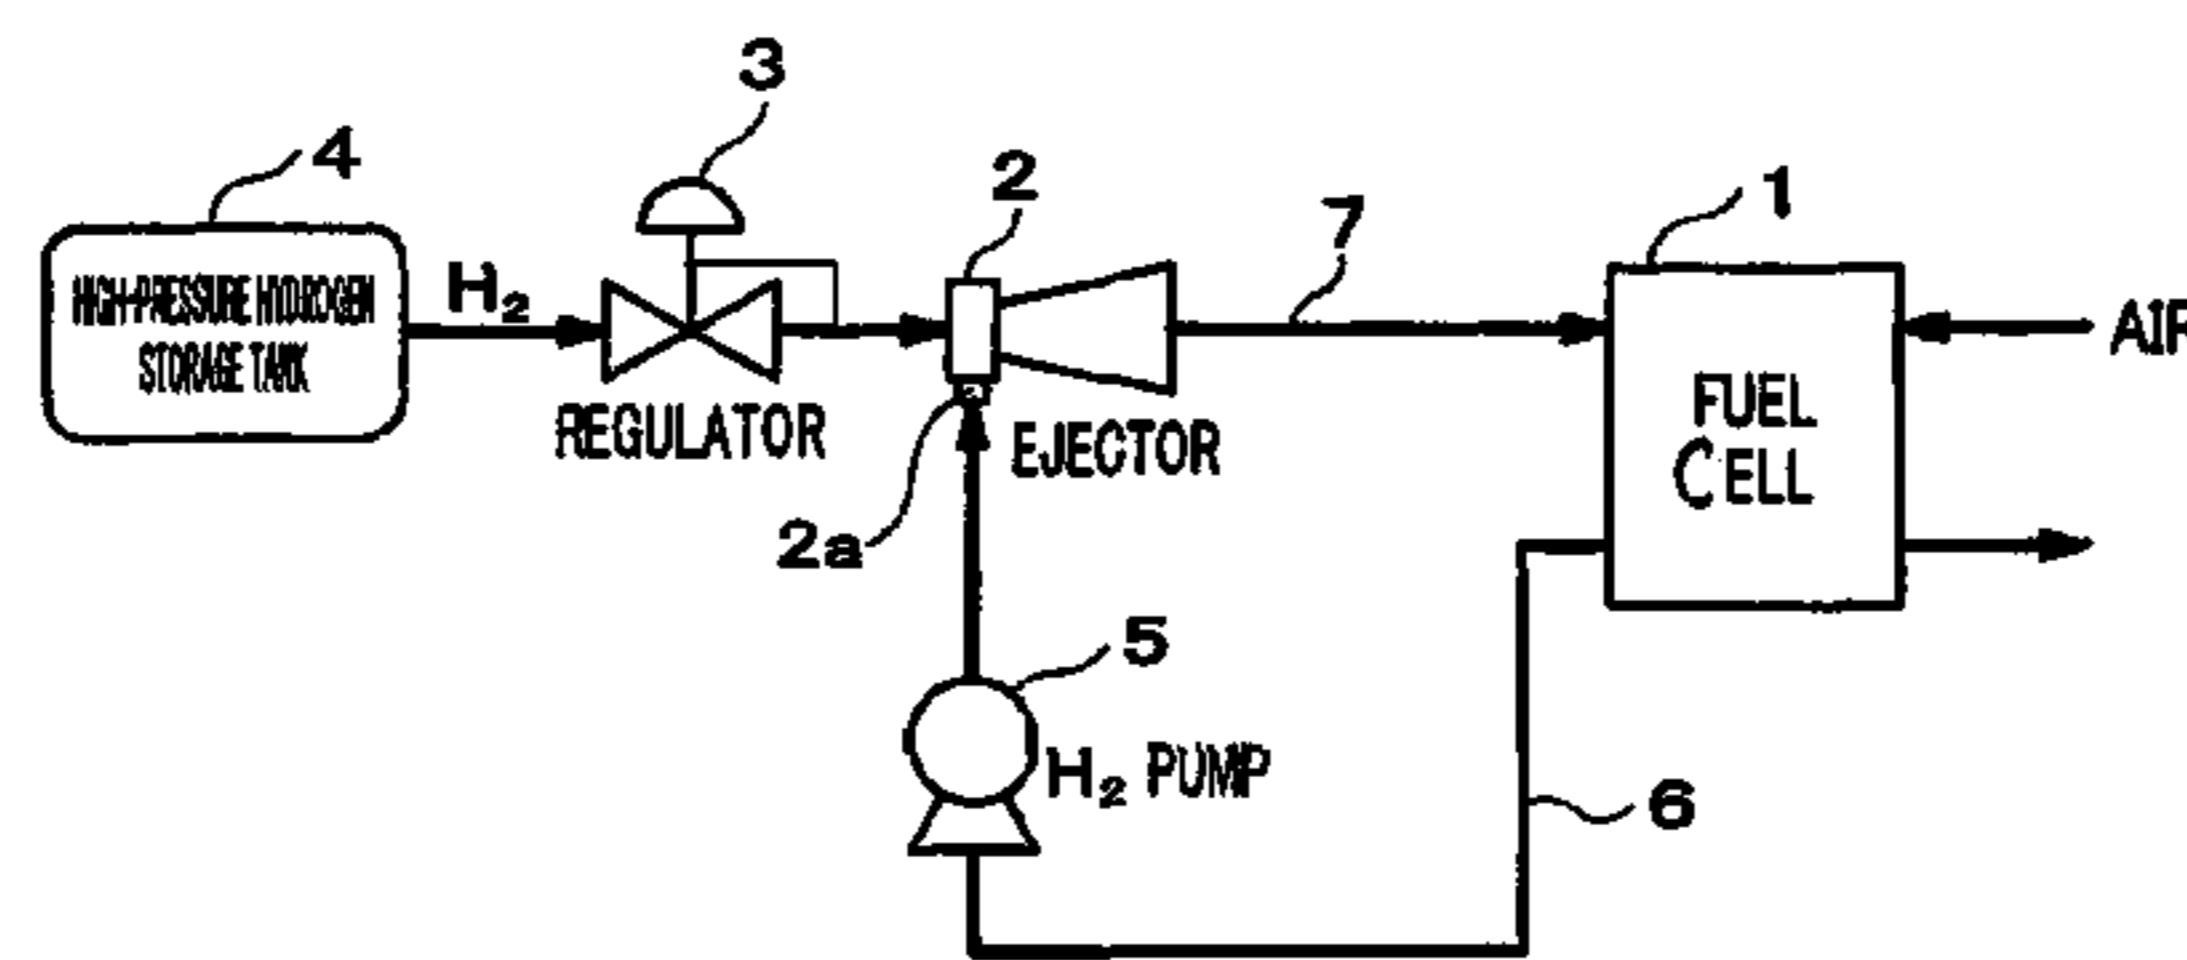 3
4
2
7
1
H₂
HIGH-PRESSURE HYDROGEN
STORAGE TANK
AIR
FUEL
CELL
REGULATOR
EJECTOR
2a
5
H₂ PUMP
6